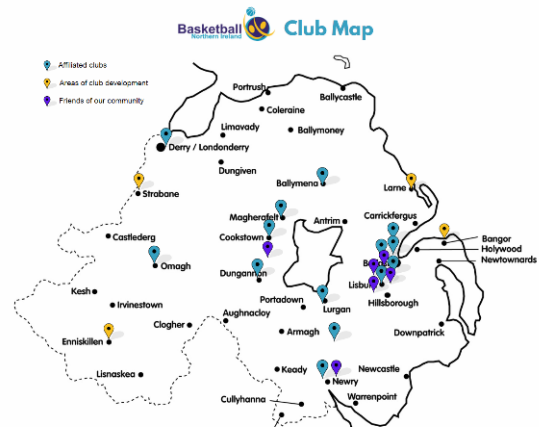 Basketball
Northern Ireland
Club Map
Affiliated clubs
Areas of club development
Friends of our community
Portrush
Ballycastle
Coleraine
Limavady
Ballymoney
Derry / Londonderry
Dungiven
Ballymena
Larne
Strabane
Magherafelt
Antrim
Carrickfergus
Castlederg
Cookstown
Bangor
Holywood
Newtownards
Omagh
Dungannon
Kesh
Irvinestown
Portadown
Lurgan
Lisbu
Hillsborough
Aughnacloy
Clogher
Armagh
Downpatrick
Enniskillen
Lisnaskea
Keady
Newry
Newcastle
Cullyhanna
Warrenpoint